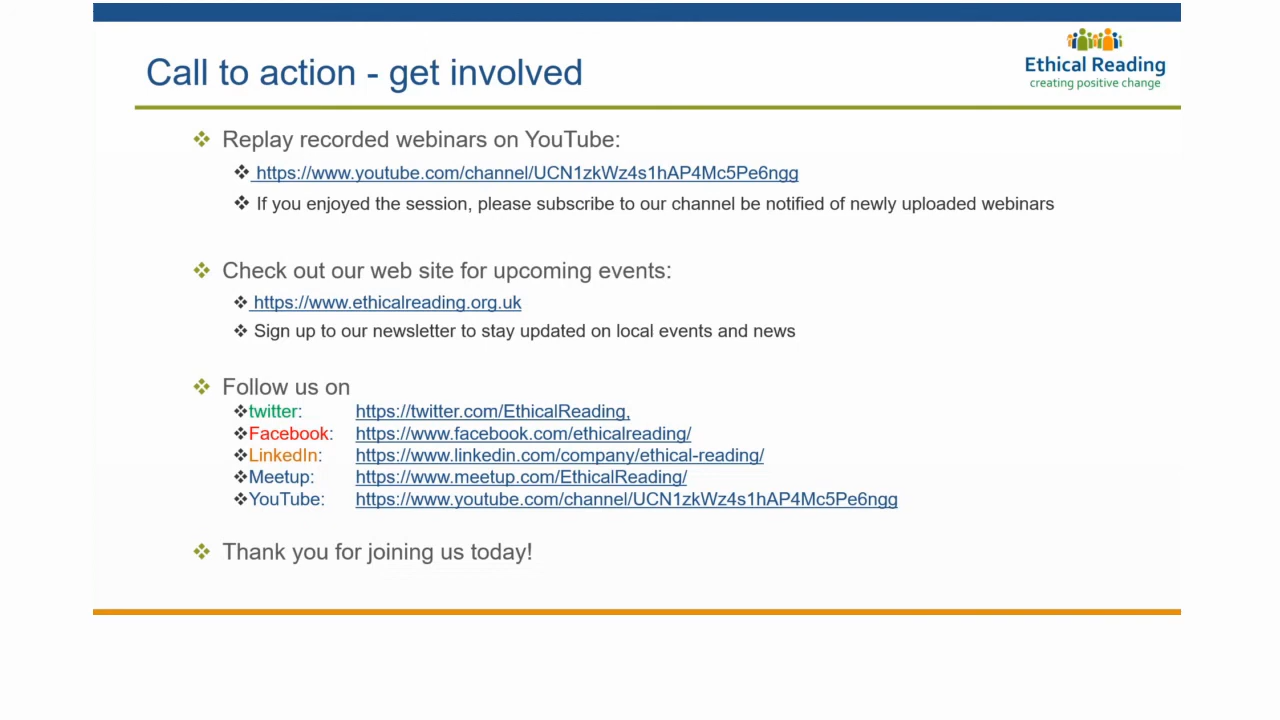 Ethical Reading
creating positive change
Call to action - get involved
Replay recorded webinars on YouTube:
https://www.youtube.com/channel/UCN1zkWz4s1hAP4Mc5Pe6ngg
If you enjoyed the session, please subscribe to our channel be notified of newly uploaded webinars
Check out our web site for upcoming events:
https://www.ethicalreading.org.uk
Sign up to our newsletter to stay updated on local events and news
Follow us on
twitter: https://twitter.com/EthicalReading,
Facebook: https://www.facebook.com/ethicalreading/
LinkedIn: https://www.linkedin.com/company/ethical-reading/
Meetup: https://www.meetup.com/EthicalReading/
YouTube: https://www.youtube.com/channel/UCN1zkWz4s1hAP4Mc5Pe6ngg
Thank you for joining us today!